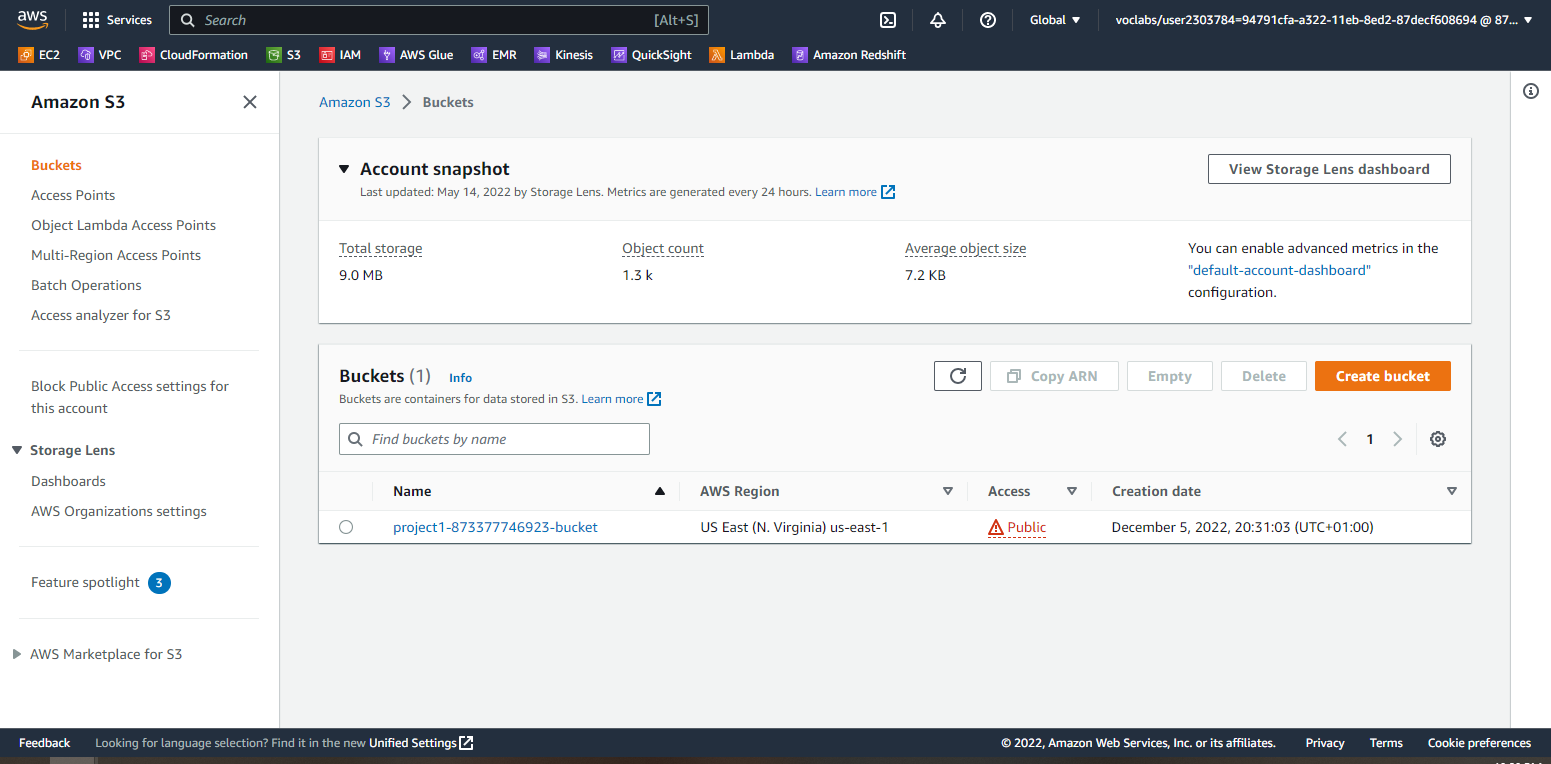 aws
Services
Search [Alt+S]
Global
voclabs/user2303784=94791cfa-a322-11eb-8ed2-87decf608694 @ 87...
EC2 VPC CloudFormation S3 IAM AWS Glue EMR Kinesis QuickSight Lambda Amazon Redshift
Amazon S3
Buckets
Access Points
Object Lambda Access Points
Multi-Region Access Points
Batch Operations
Access analyzer for S3
Block Public Access settings for
this account
Storage Lens
Dashboards
AWS Organizations settings
Feature spotlight 3
AWS Marketplace for S3
Amazon S3 > Buckets
Account snapshot
Last updated: May 14, 2022 by Storage Lens. Metrics are generated every 24 hours. Learn more
View Storage Lens dashboard
Total storage
9.0 MB
Object count
1.3 k
Average object size
7.2 KB
You can enable advanced metrics in the
"default-account-dashboard"
configuration.
Buckets (1) Info
Buckets are containers for data stored in S3. Learn more
Copy ARN
Empty
Delete
Create bucket
Find buckets by name
1
Name AWS Region Access Creation date
project1-873377746923-bucket US East (N. Virginia) us-east-1 Public December 5, 2022, 20:31:03 (UTC+01:00)
Feedback Looking for language selection? Find it in the new Unified Settings
© 2022, Amazon Web Services, Inc. or its affiliates. Privacy Terms Cookie preferences